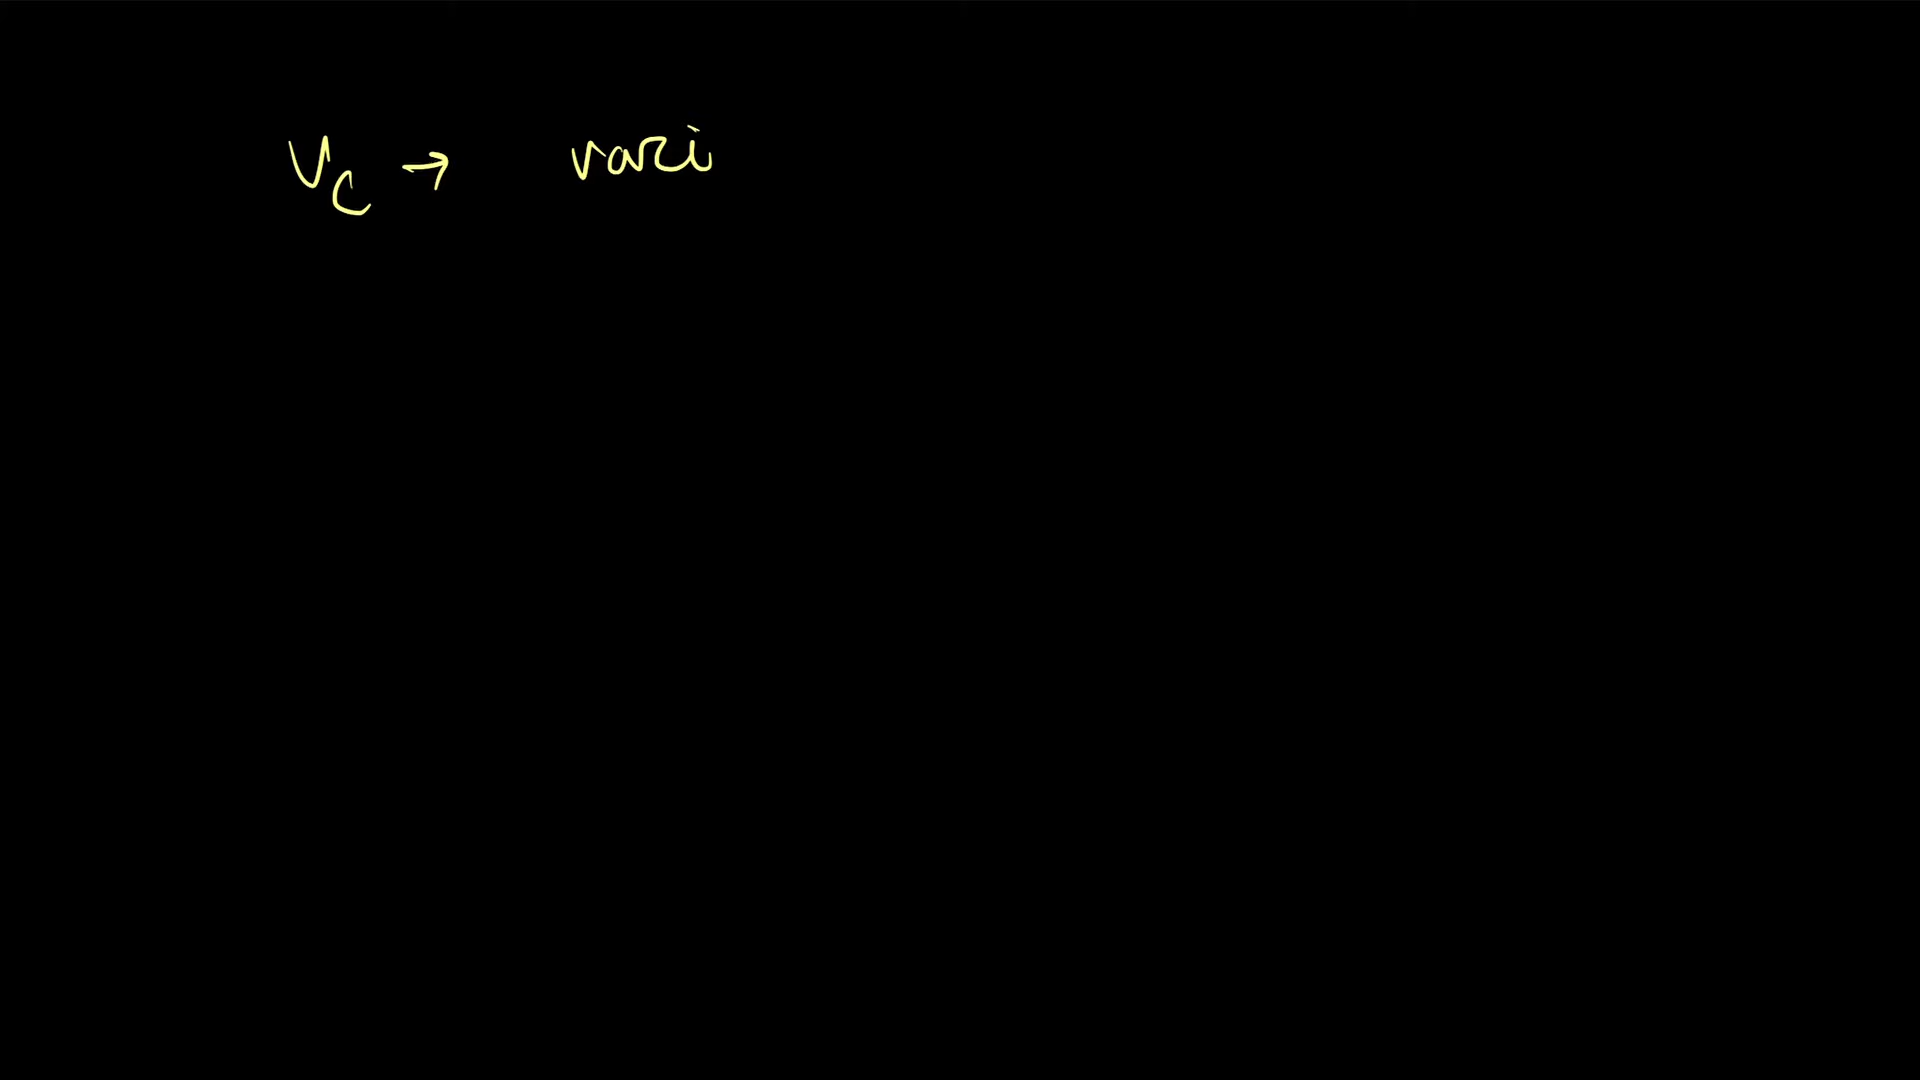 V_C → vari